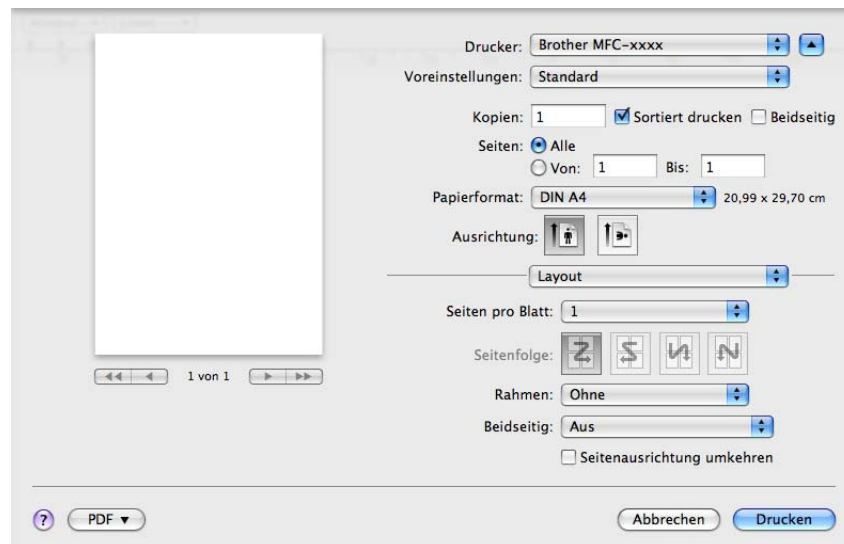 Drucker: Brother MFC-xxxx
Voreinstellungen: Standard
Kopien: 1 Sortiert drucken Beidseitig
Seiten: Alle
Von: 1 Bis: 1
Papierformat: DIN A4 20,99 x 29,70 cm
Ausrichtung:
Layout
Seiten pro Blatt: 1
Seitenfolge:
1 von 1
Rahmen: Ohne
Beidseitig: Aus
Seitenausrichtung umkehren
? PDF ▼ Abbrechen Drucken